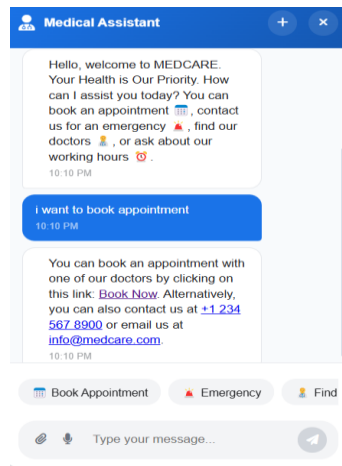 Medical Assistant
+ ×
Hello, welcome to MEDCARE.
Your Health is Our Priority. How
can I assist you today? You can
book an appointment 📅 , contact
us for an emergency 🚨 , find our
doctors 👨‍⚕️ , or ask about our
working hours ⏰ .
10:10 PM
i want to book appointment
10:10 PM
You can book an appointment with
one of our doctors by clicking on
this link: Book Now. Alternatively,
you can also contact us at +1 234
567 8900 or email us at
info@medcare.com.
10:10 PM
📅 Book Appointment 🚨 Emergency 👨‍⚕️ Find
Type your message...